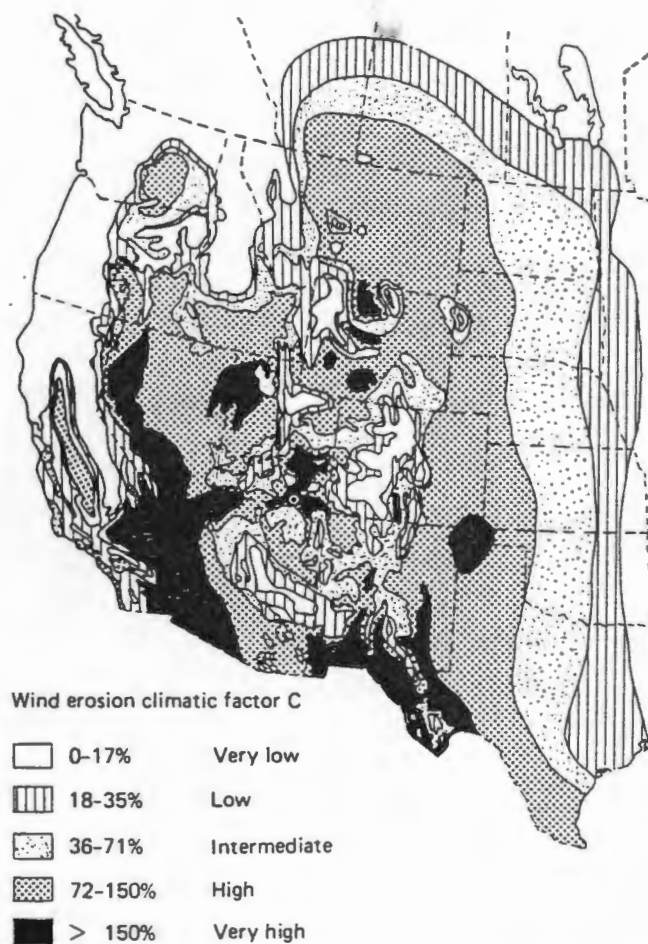 Wind erosion climatic factor C
0–17% Very low
18–35% Low
36–71% Intermediate
72–150% High
> 150% Very high